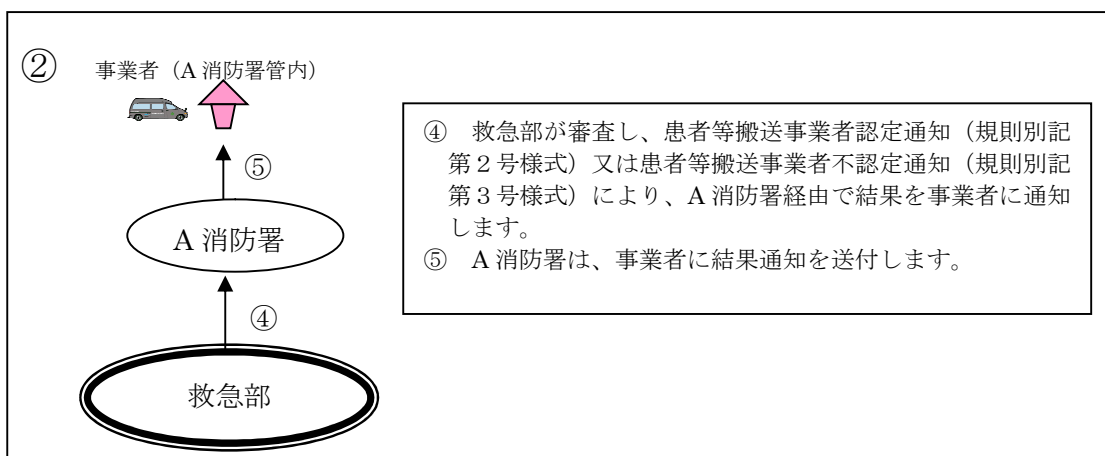 ②
事業者（A 消防署管内）
④　救急部が審査し、患者等搬送事業者認定通知（規則別記
第２号様式）又は患者等搬送事業者不認定通知（規則別記
第３号様式）により、A 消防署経由で結果を事業者に通知
します。
⑤　A 消防署は、事業者に結果通知を送付します。
⑤
A 消防署
④
救急部